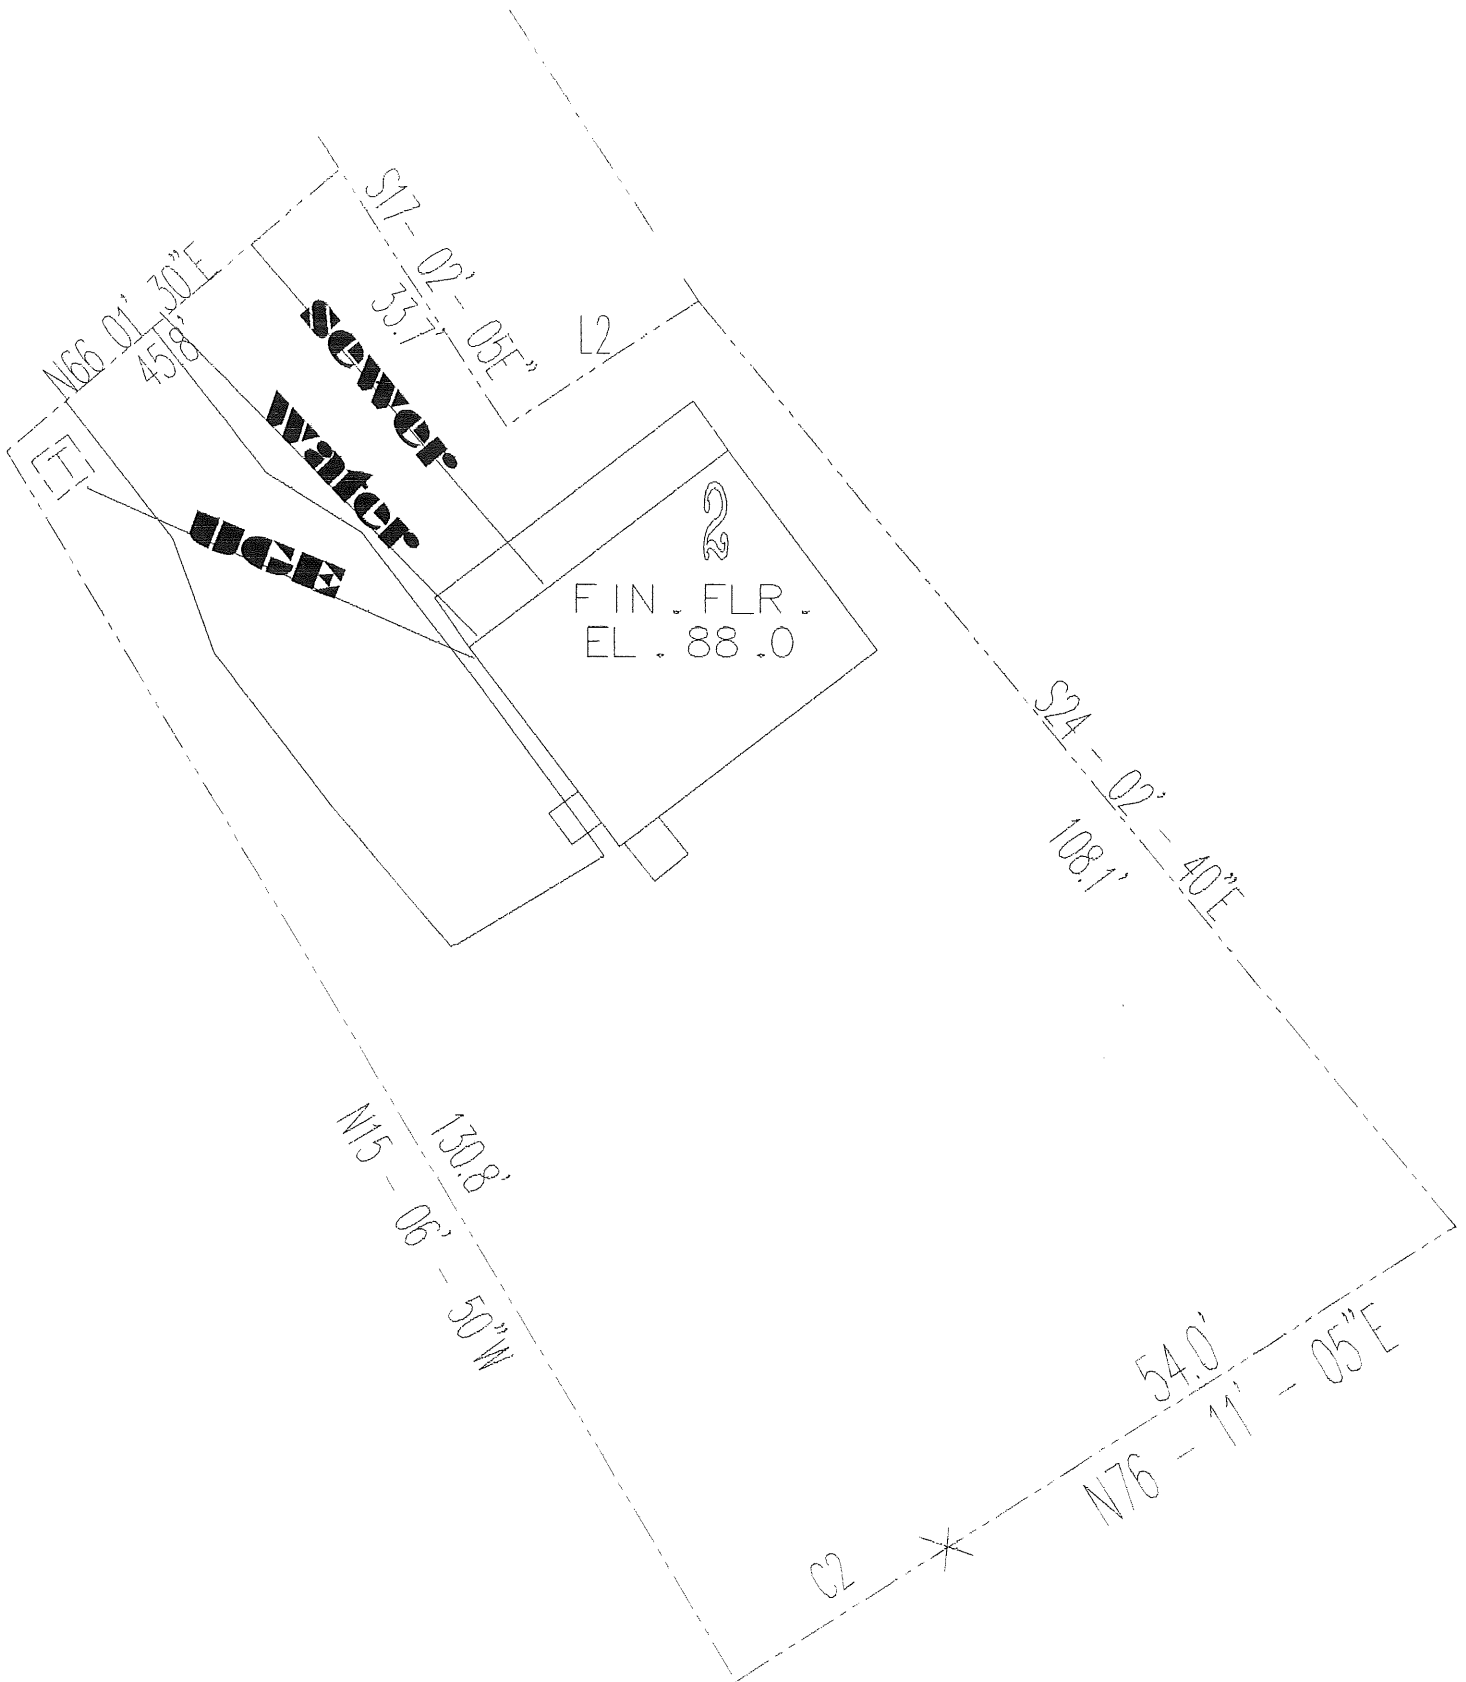 S17 - 02' - 05E"
33.7'
N66 01' 30"E
45.8'
L2
sewer
water
T
UGE
2
FIN. FLR.
EL. 88.0
S24 - 02' - 40"E
108.1'
130.8'
N15 - 06' - 50"W
54.0'
N76 - 11' - 05"E
C2